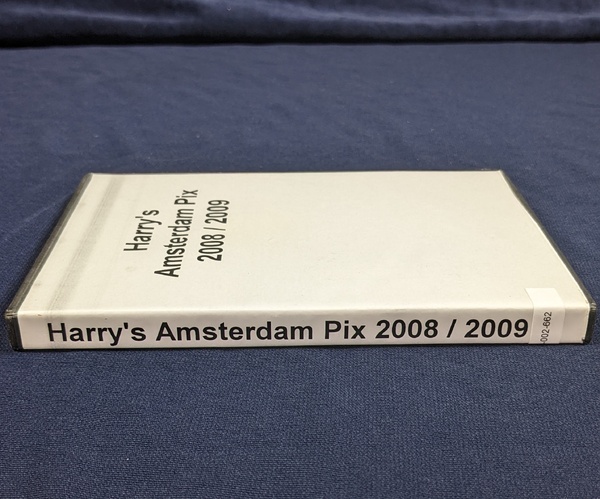 Harry's
Amsterdam Pix
2008 / 2009
Harry's Amsterdam Pix 2008 / 2009
-002-662